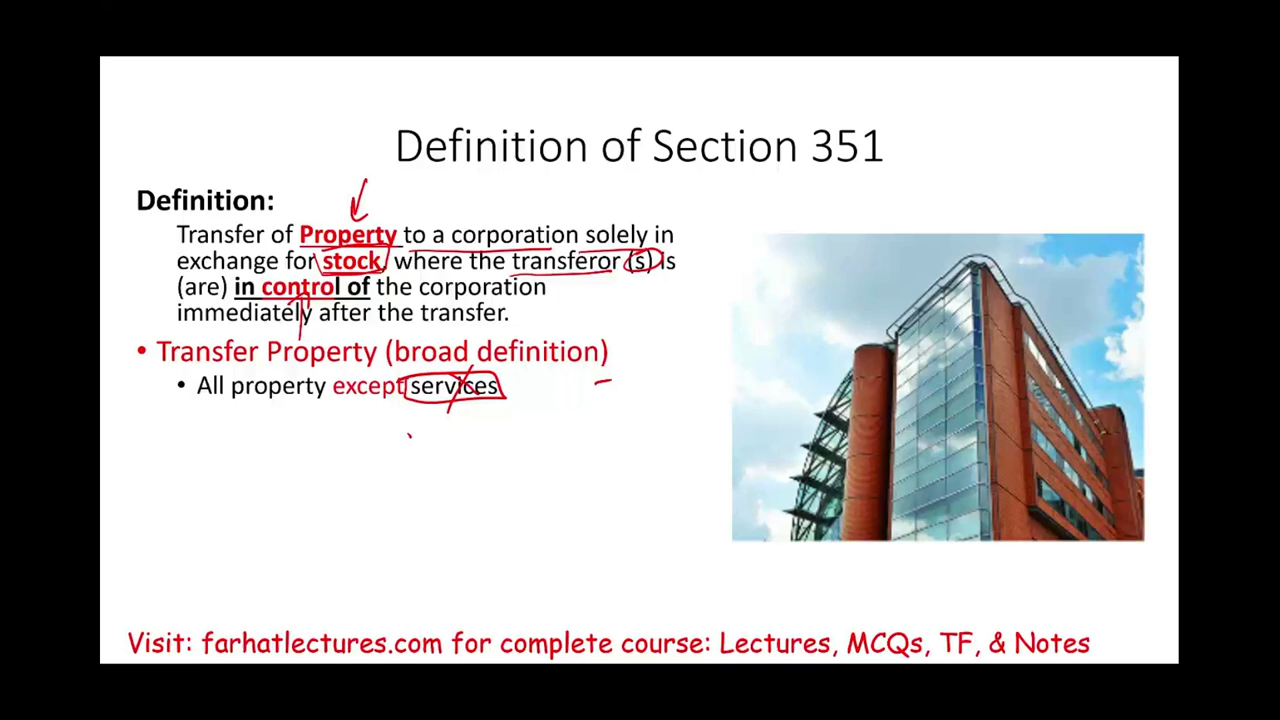 Definition of Section 351
Definition:
Transfer of Property to a corporation solely in
exchange for stock, where the transferor (s) is
(are) in control of the corporation
immediately after the transfer.
• Transfer Property (broad definition)
• All property except services
Visit: farhatlectures.com for complete course: Lectures, MCQs, TF, & Notes